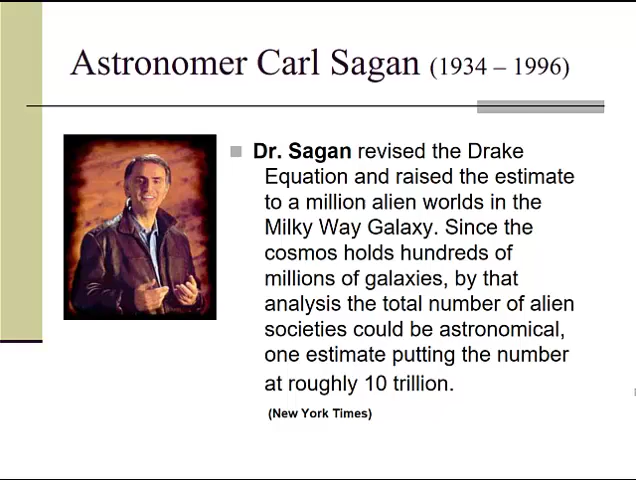 Astronomer Carl Sagan (1934 – 1996)
Dr. Sagan revised the Drake
Equation and raised the estimate
to a million alien worlds in the
Milky Way Galaxy. Since the
cosmos holds hundreds of
millions of galaxies, by that
analysis the total number of alien
societies could be astronomical,
one estimate putting the number
at roughly 10 trillion.
(New York Times)